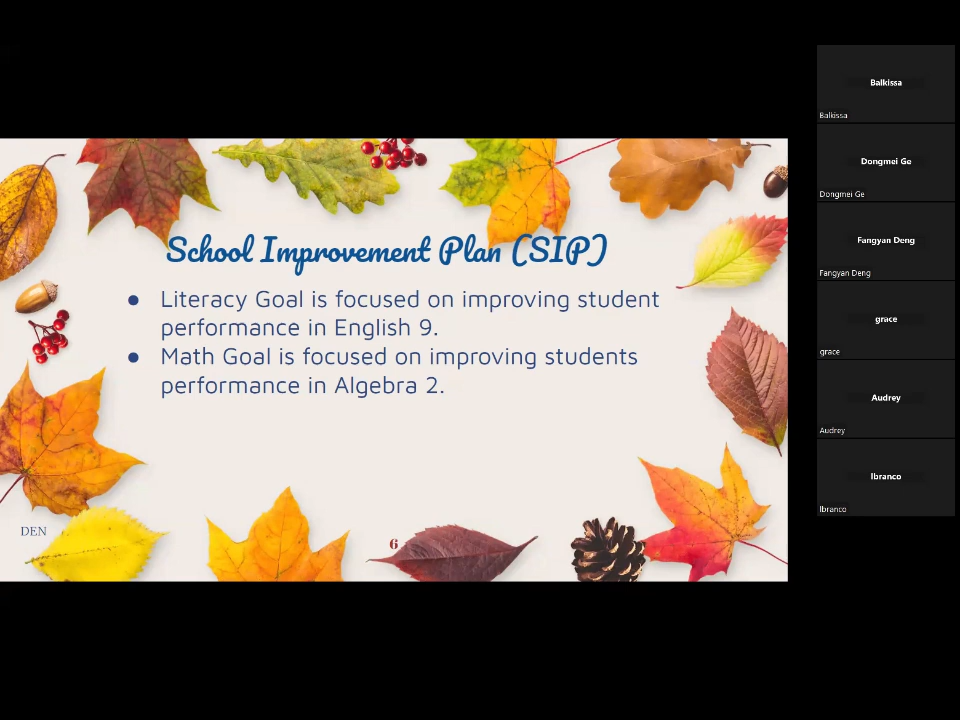 School Improvement Plan (SIP)
● Literacy Goal is focused on improving student
performance in English 9.
● Math Goal is focused on improving students
performance in Algebra 2.
DEN
6
Balkissa
Balkissa
Dongmei Ge
Dongmei Ge
Fangyan Deng
Fangyan Deng
grace
grace
Audrey
Audrey
lbranco
lbranco